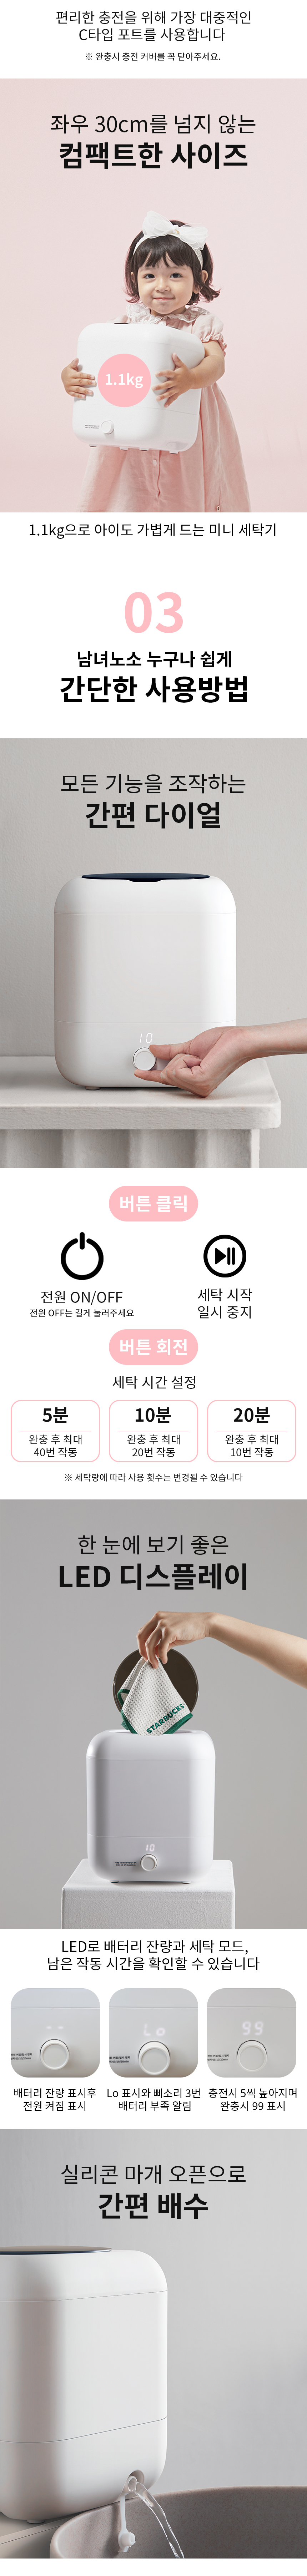 편리한 충전을 위해 가장 대중적인
C타입 포트를 사용합니다
※ 완충시 충전 커버를 꼭 닫아주세요.
좌우 30cm를 넘지 않는
컴팩트한 사이즈
1.1kg
1.1kg으로 아이도 가볍게 드는 미니 세탁기
03
남녀노소 누구나 쉽게
간단한 사용방법
모든 기능을 조작하는
간편 다이얼
10
버튼 클릭
전원 ON/OFF
전원 OFF는 길게 눌러주세요
세탁 시작
일시 중지
버튼 회전
세탁 시간 설정
5분
완충 후 최대
40번 작동
10분
완충 후 최대
20번 작동
20분
완충 후 최대
10번 작동
※ 세탁량에 따라 사용 횟수는 변경될 수 있습니다
한 눈에 보기 좋은
LED 디스플레이
STARBUCKS
10
LED로 배터리 잔량과 세탁 모드,
남은 작동 시간을 확인할 수 있습니다
--
Lo
99
배터리 잔량 표시후
전원 켜짐 표시
Lo 표시와 삐소리 3번
배터리 부족 알림
충전시 5씩 높아지며
완충시 99 표시
실리콘 마개 오픈으로
간편 배수